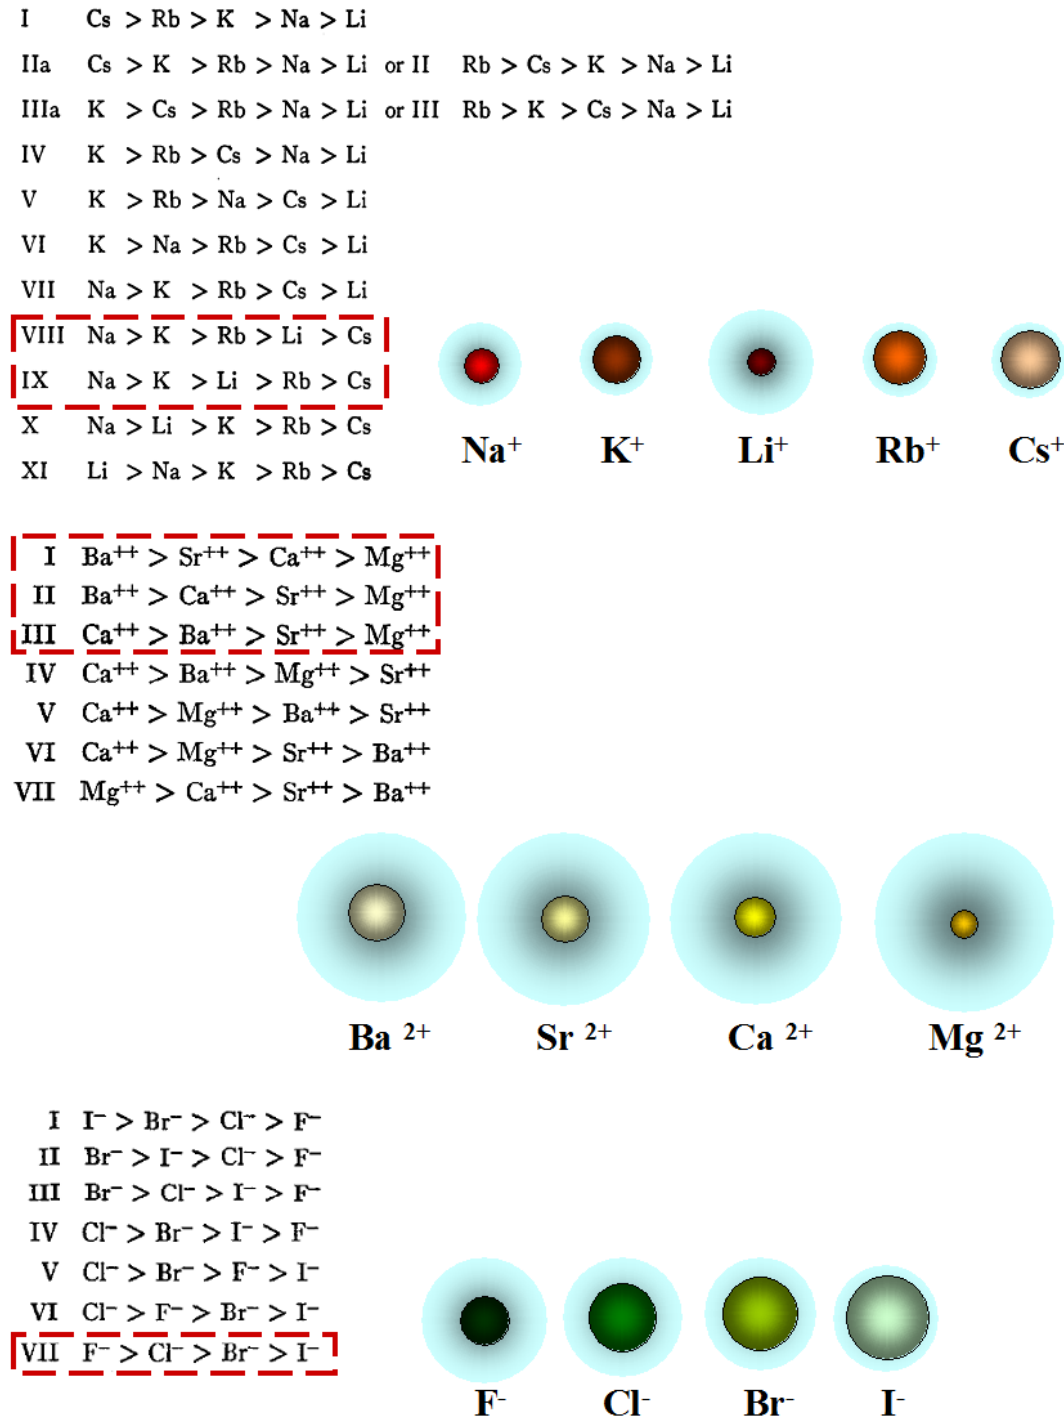 I Cs > Rb > K > Na > Li
IIa Cs > K > Rb > Na > Li or II Rb > Cs > K > Na > Li
IIIa K > Cs > Rb > Na > Li or III Rb > K > Cs > Na > Li
IV K > Rb > Cs > Na > Li
V K > Rb > Na > Cs > Li
VI K > Na > Rb > Cs > Li
VII Na > K > Rb > Cs > Li
VIII Na > K > Rb > Li > Cs
IX Na > K > Li > Rb > Cs
X Na > Li > K > Rb > Cs
XI Li > Na > K > Rb > Cs
Na⁺ K⁺ Li⁺ Rb⁺ Cs⁺
I Ba⁺⁺ > Sr⁺⁺ > Ca⁺⁺ > Mg⁺⁺
II Ba⁺⁺ > Ca⁺⁺ > Sr⁺⁺ > Mg⁺⁺
III Ca⁺⁺ > Ba⁺⁺ > Sr⁺⁺ > Mg⁺⁺
IV Ca⁺⁺ > Ba⁺⁺ > Mg⁺⁺ > Sr⁺⁺
V Ca⁺⁺ > Mg⁺⁺ > Ba⁺⁺ > Sr⁺⁺
VI Ca⁺⁺ > Mg⁺⁺ > Sr⁺⁺ > Ba⁺⁺
VII Mg⁺⁺ > Ca⁺⁺ > Sr⁺⁺ > Ba⁺⁺
Ba ²⁺ Sr ²⁺ Ca ²⁺ Mg ²⁺
I I⁻ > Br⁻ > Cl⁻ > F⁻
II Br⁻ > I⁻ > Cl⁻ > F⁻
III Br⁻ > Cl⁻ > I⁻ > F⁻
IV Cl⁻ > Br⁻ > I⁻ > F⁻
V Cl⁻ > Br⁻ > F⁻ > I⁻
VI Cl⁻ > F⁻ > Br⁻ > I⁻
VII F⁻ > Cl⁻ > Br⁻ > I⁻
F⁻ Cl⁻ Br⁻ I⁻